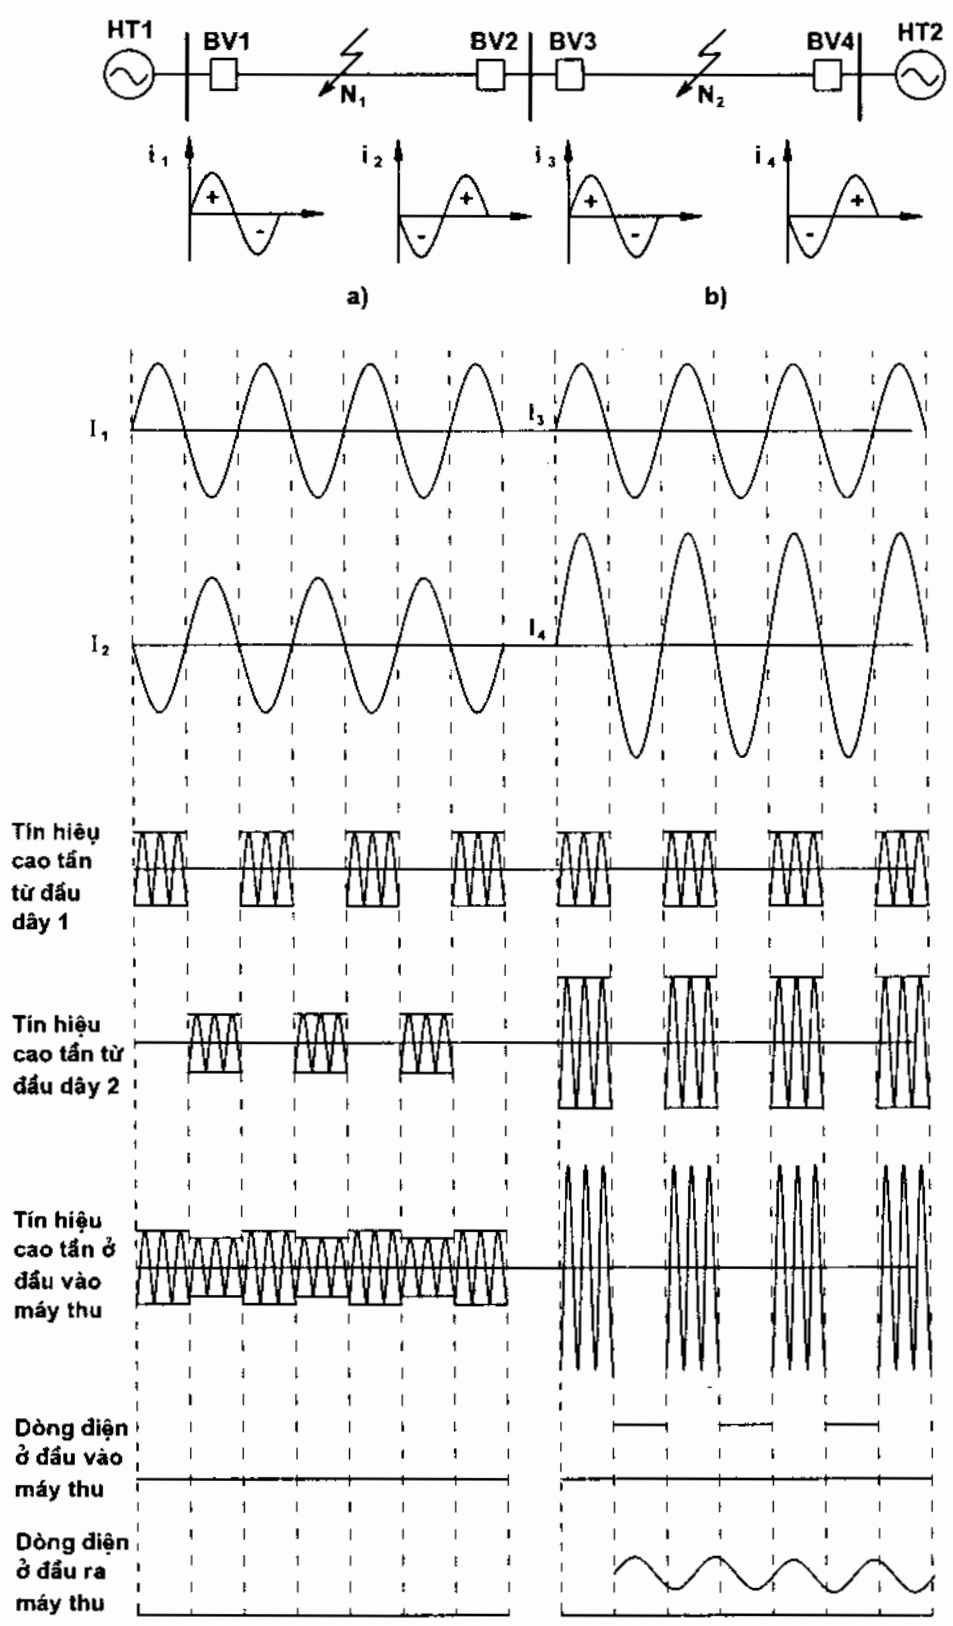 HT1 BV1 BV2 BV3 BV4 HT2
N1 N2
i1 i2 i3 i4
+ - - + + - - +
a) b)
I1 I3
I2 I4
Tín hiệu
cao tần
từ đầu
dây 1
Tín hiệu
cao tần từ
đầu dây 2
Tín hiệu
cao tần ở
đầu vào
máy thu
Dòng điện
ở đầu vào
máy thu
Dòng điện
ở đầu ra
máy thu